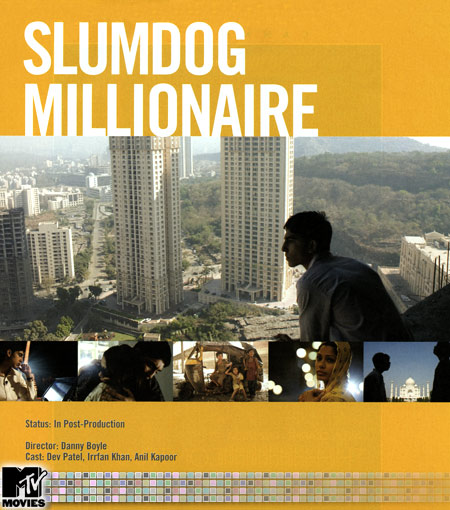 SLUMDOG
MILLIONAIRE
Status: In Post-Production
Director: Danny Boyle
Cast: Dev Patel, Irrfan Khan, Anil Kapoor
MTV
MOVIES